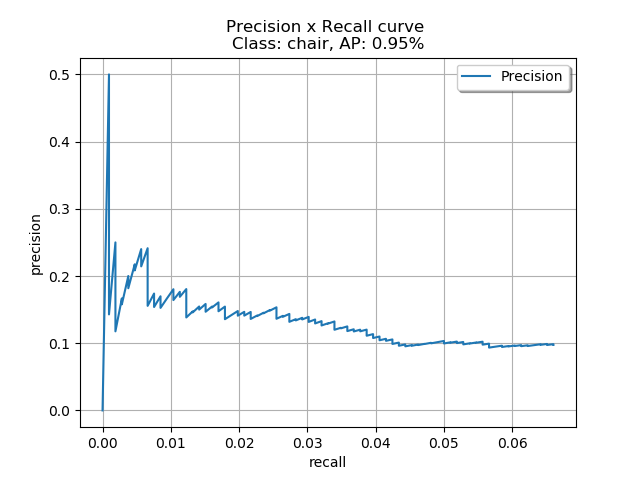 Precision x Recall curve
Class: chair, AP: 0.95%
Precision
0.5
0.4
0.3
0.2
0.1
0.0
precision
0.00 0.01 0.02 0.03 0.04 0.05 0.06
recall